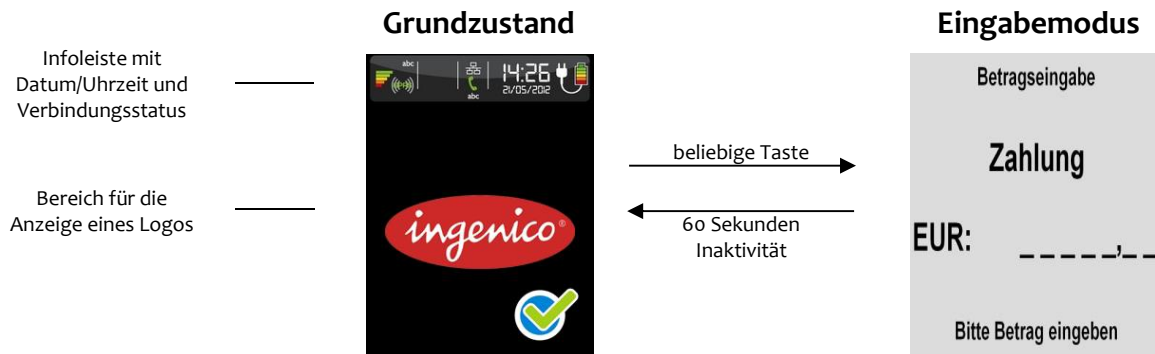 Grundzustand
Eingabemodus
Infoleiste mit
Datum/Uhrzeit und
Verbindungsstatus
abc
14:26
21/05/2012
abc
Betragseingabe
beliebige Taste
Zahlung
Bereich für die
Anzeige eines Logos
ingenico®
60 Sekunden
Inaktivität
EUR: _ _ _ _ _,_ _
Bitte Betrag eingeben